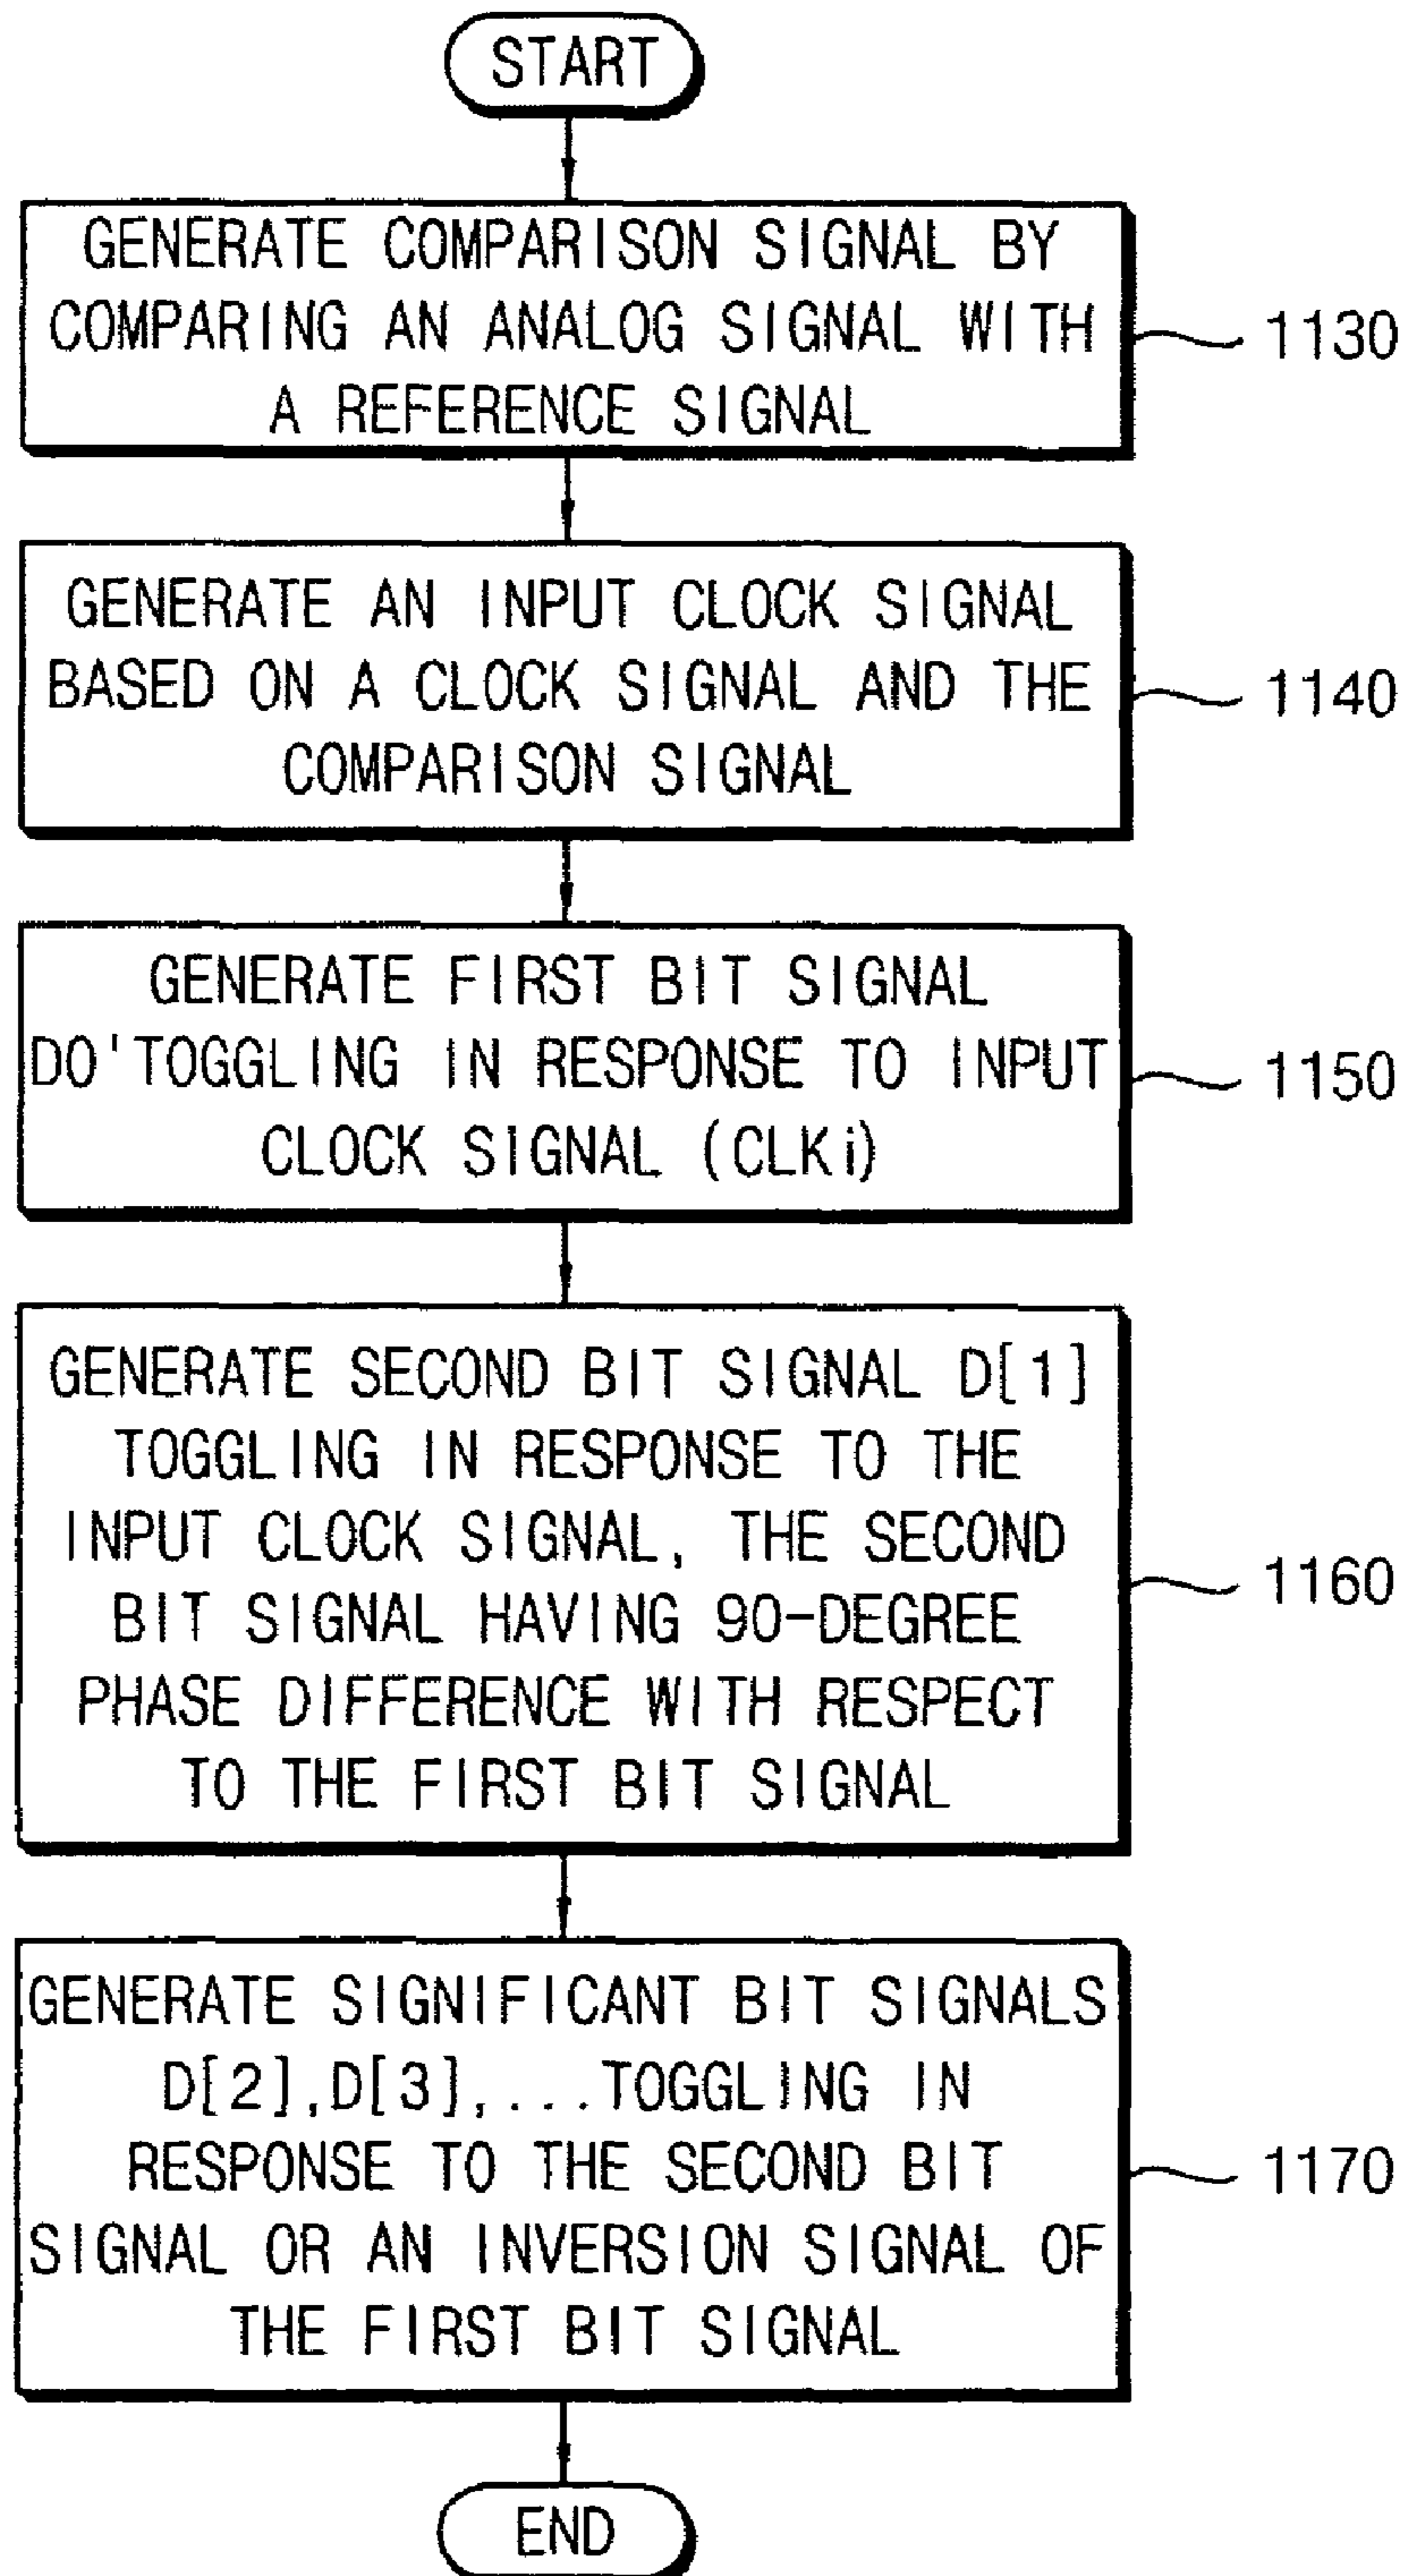 START
GENERATE COMPARISON SIGNAL BY
COMPARING AN ANALOG SIGNAL WITH
A REFERENCE SIGNAL
1130
GENERATE AN INPUT CLOCK SIGNAL
BASED ON A CLOCK SIGNAL AND THE
COMPARISON SIGNAL
1140
GENERATE FIRST BIT SIGNAL
DO'TOGGLING IN RESPONSE TO INPUT
CLOCK SIGNAL (CLKi)
1150
GENERATE SECOND BIT SIGNAL D[1]
TOGGLING IN RESPONSE TO THE
INPUT CLOCK SIGNAL, THE SECOND
BIT SIGNAL HAVING 90-DEGREE
PHASE DIFFERENCE WITH RESPECT
TO THE FIRST BIT SIGNAL
1160
GENERATE SIGNIFICANT BIT SIGNALS
D[2],D[3],...TOGGLING IN
RESPONSE TO THE SECOND BIT
SIGNAL OR AN INVERSION SIGNAL OF
THE FIRST BIT SIGNAL
1170
END